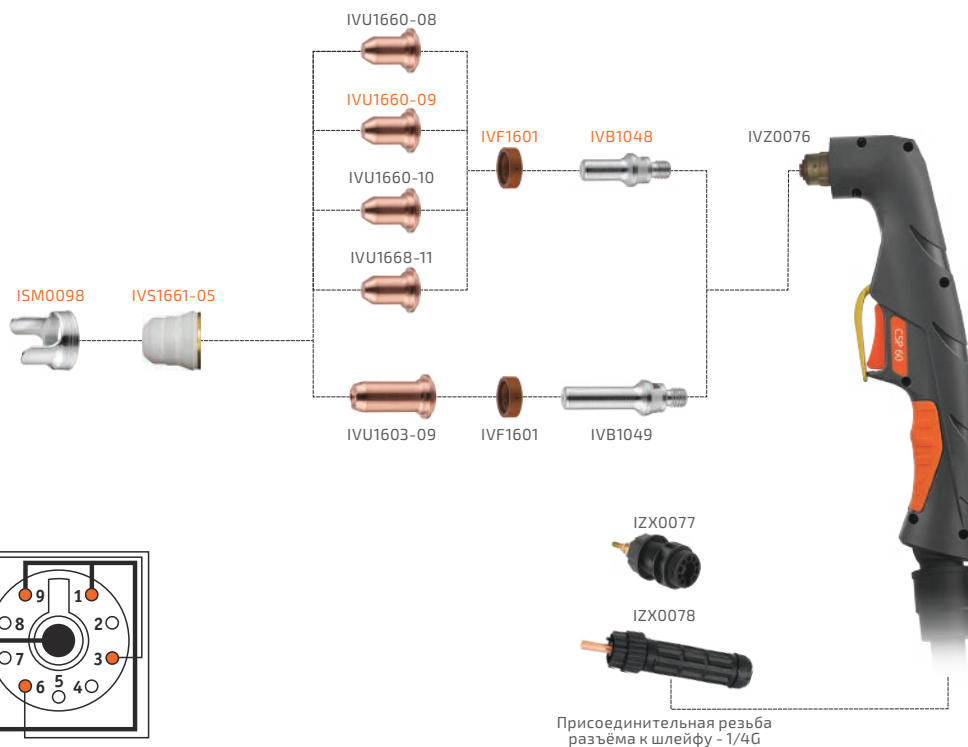 IVU1660-08
IVU1660-09
IVF1601
IVB1048
IVZ0076
IVU1660-10
IVU1668-11
ISM0098
IVS1661-05
CSP 60
IVU1603-09
IVF1601
IVB1049
IZX0077
IZX0078
9
1
8
2
7
3
6
5
4
Присоединительная резьба
разъёма к шлейфу - 1/4G